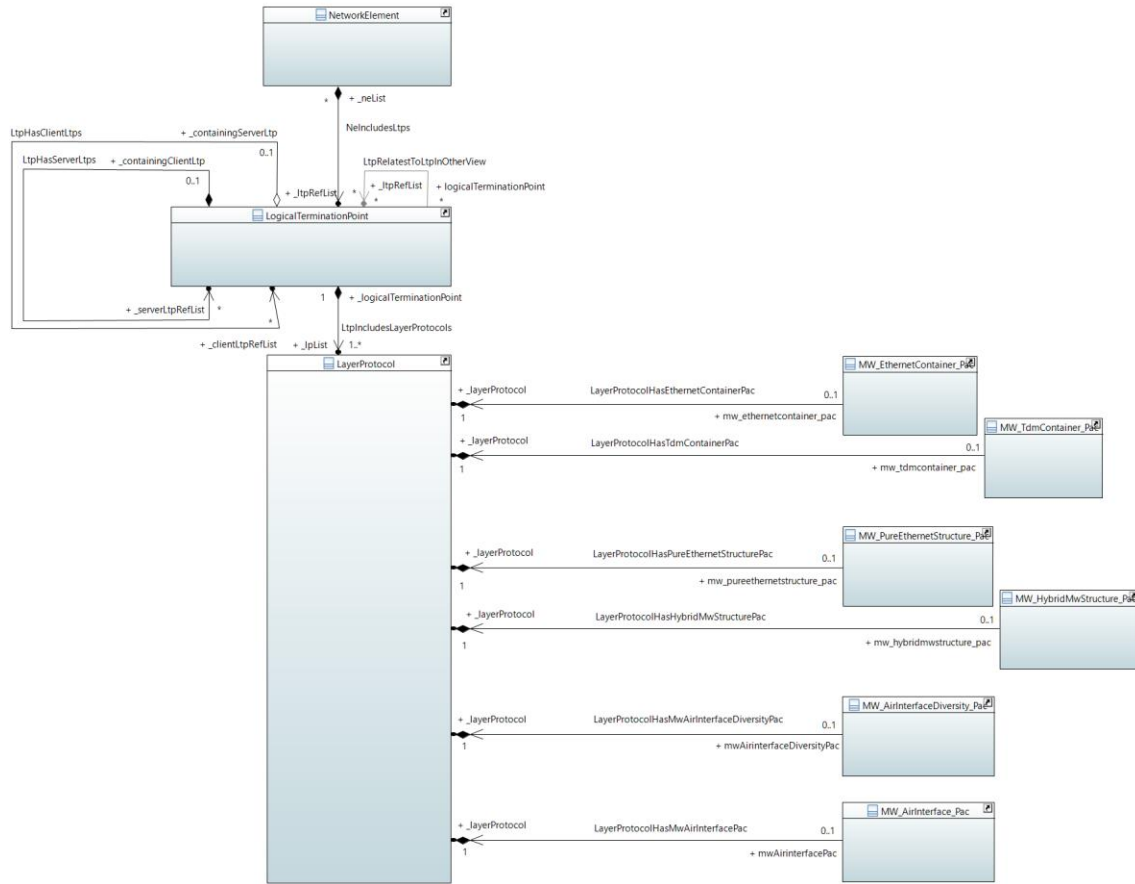 NetworkElement
*
+ _neList
NeIncludesLtps
LtpHasClientLtps
+ _containingServerLtp
0..1
LtpHasServerLtps
+ _containingClientLtp
0..1
LtpRelatestToLtpInOtherView
+ _ltpRefList
*
+ _ltpRefList
*
+ logicalTerminationPoint
*
LogicalTerminationPoint
+ _serverLtpRefList
*
*
+ _clientLtpRefList
1
+ _logicalTerminationPoint
LtpIncludesLayerProtocols
+ _lpList
1..*
LayerProtocol
+ _layerProtocol
1
LayerProtocolHasEthernetContainerPac
0..1
+ mw_ethernetcontainer_pac
MW_EthernetContainer_Pac
+ _layerProtocol
1
LayerProtocolHasTdmContainerPac
0..1
+ mw_tdmcontainer_pac
MW_TdmContainer_Pac
+ _layerProtocol
1
LayerProtocolHasPureEthernetStructurePac
0..1
+ mw_pureethernetstructure_pac
MW_PureEthernetStructure_Pac
+ _layerProtocol
1
LayerProtocolHasHybridMwStructurePac
0..1
+ mw_hybridmwstructure_pac
MW_HybridMwStructure_Pac
+ _layerProtocol
1
LayerProtocolHasMwAirInterfaceDiversityPac
0..1
+ mwAirinterfaceDiversityPac
MW_AirInterfaceDiversity_Pac
+ _layerProtocol
1
LayerProtocolHasMwAirInterfacePac
0..1
+ mwAirinterfacePac
MW_AirInterface_Pac